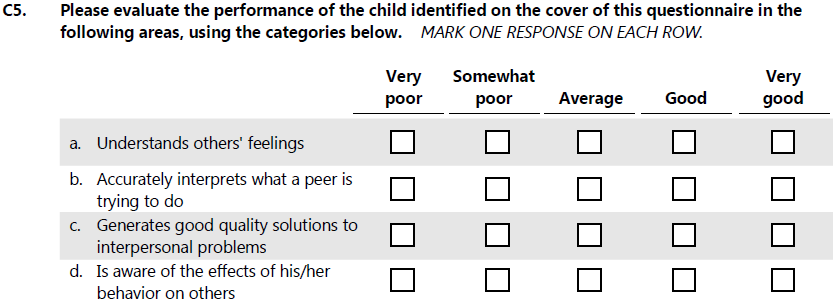 C5. Please evaluate the performance of the child identified on the cover of this questionnaire in the
following areas, using the categories below. MARK ONE RESPONSE ON EACH ROW.
Very poor Somewhat poor Average Good Very good
a. Understands others' feelings
b. Accurately interprets what a peer is
trying to do
c. Generates good quality solutions to
interpersonal problems
d. Is aware of the effects of his/her
behavior on others